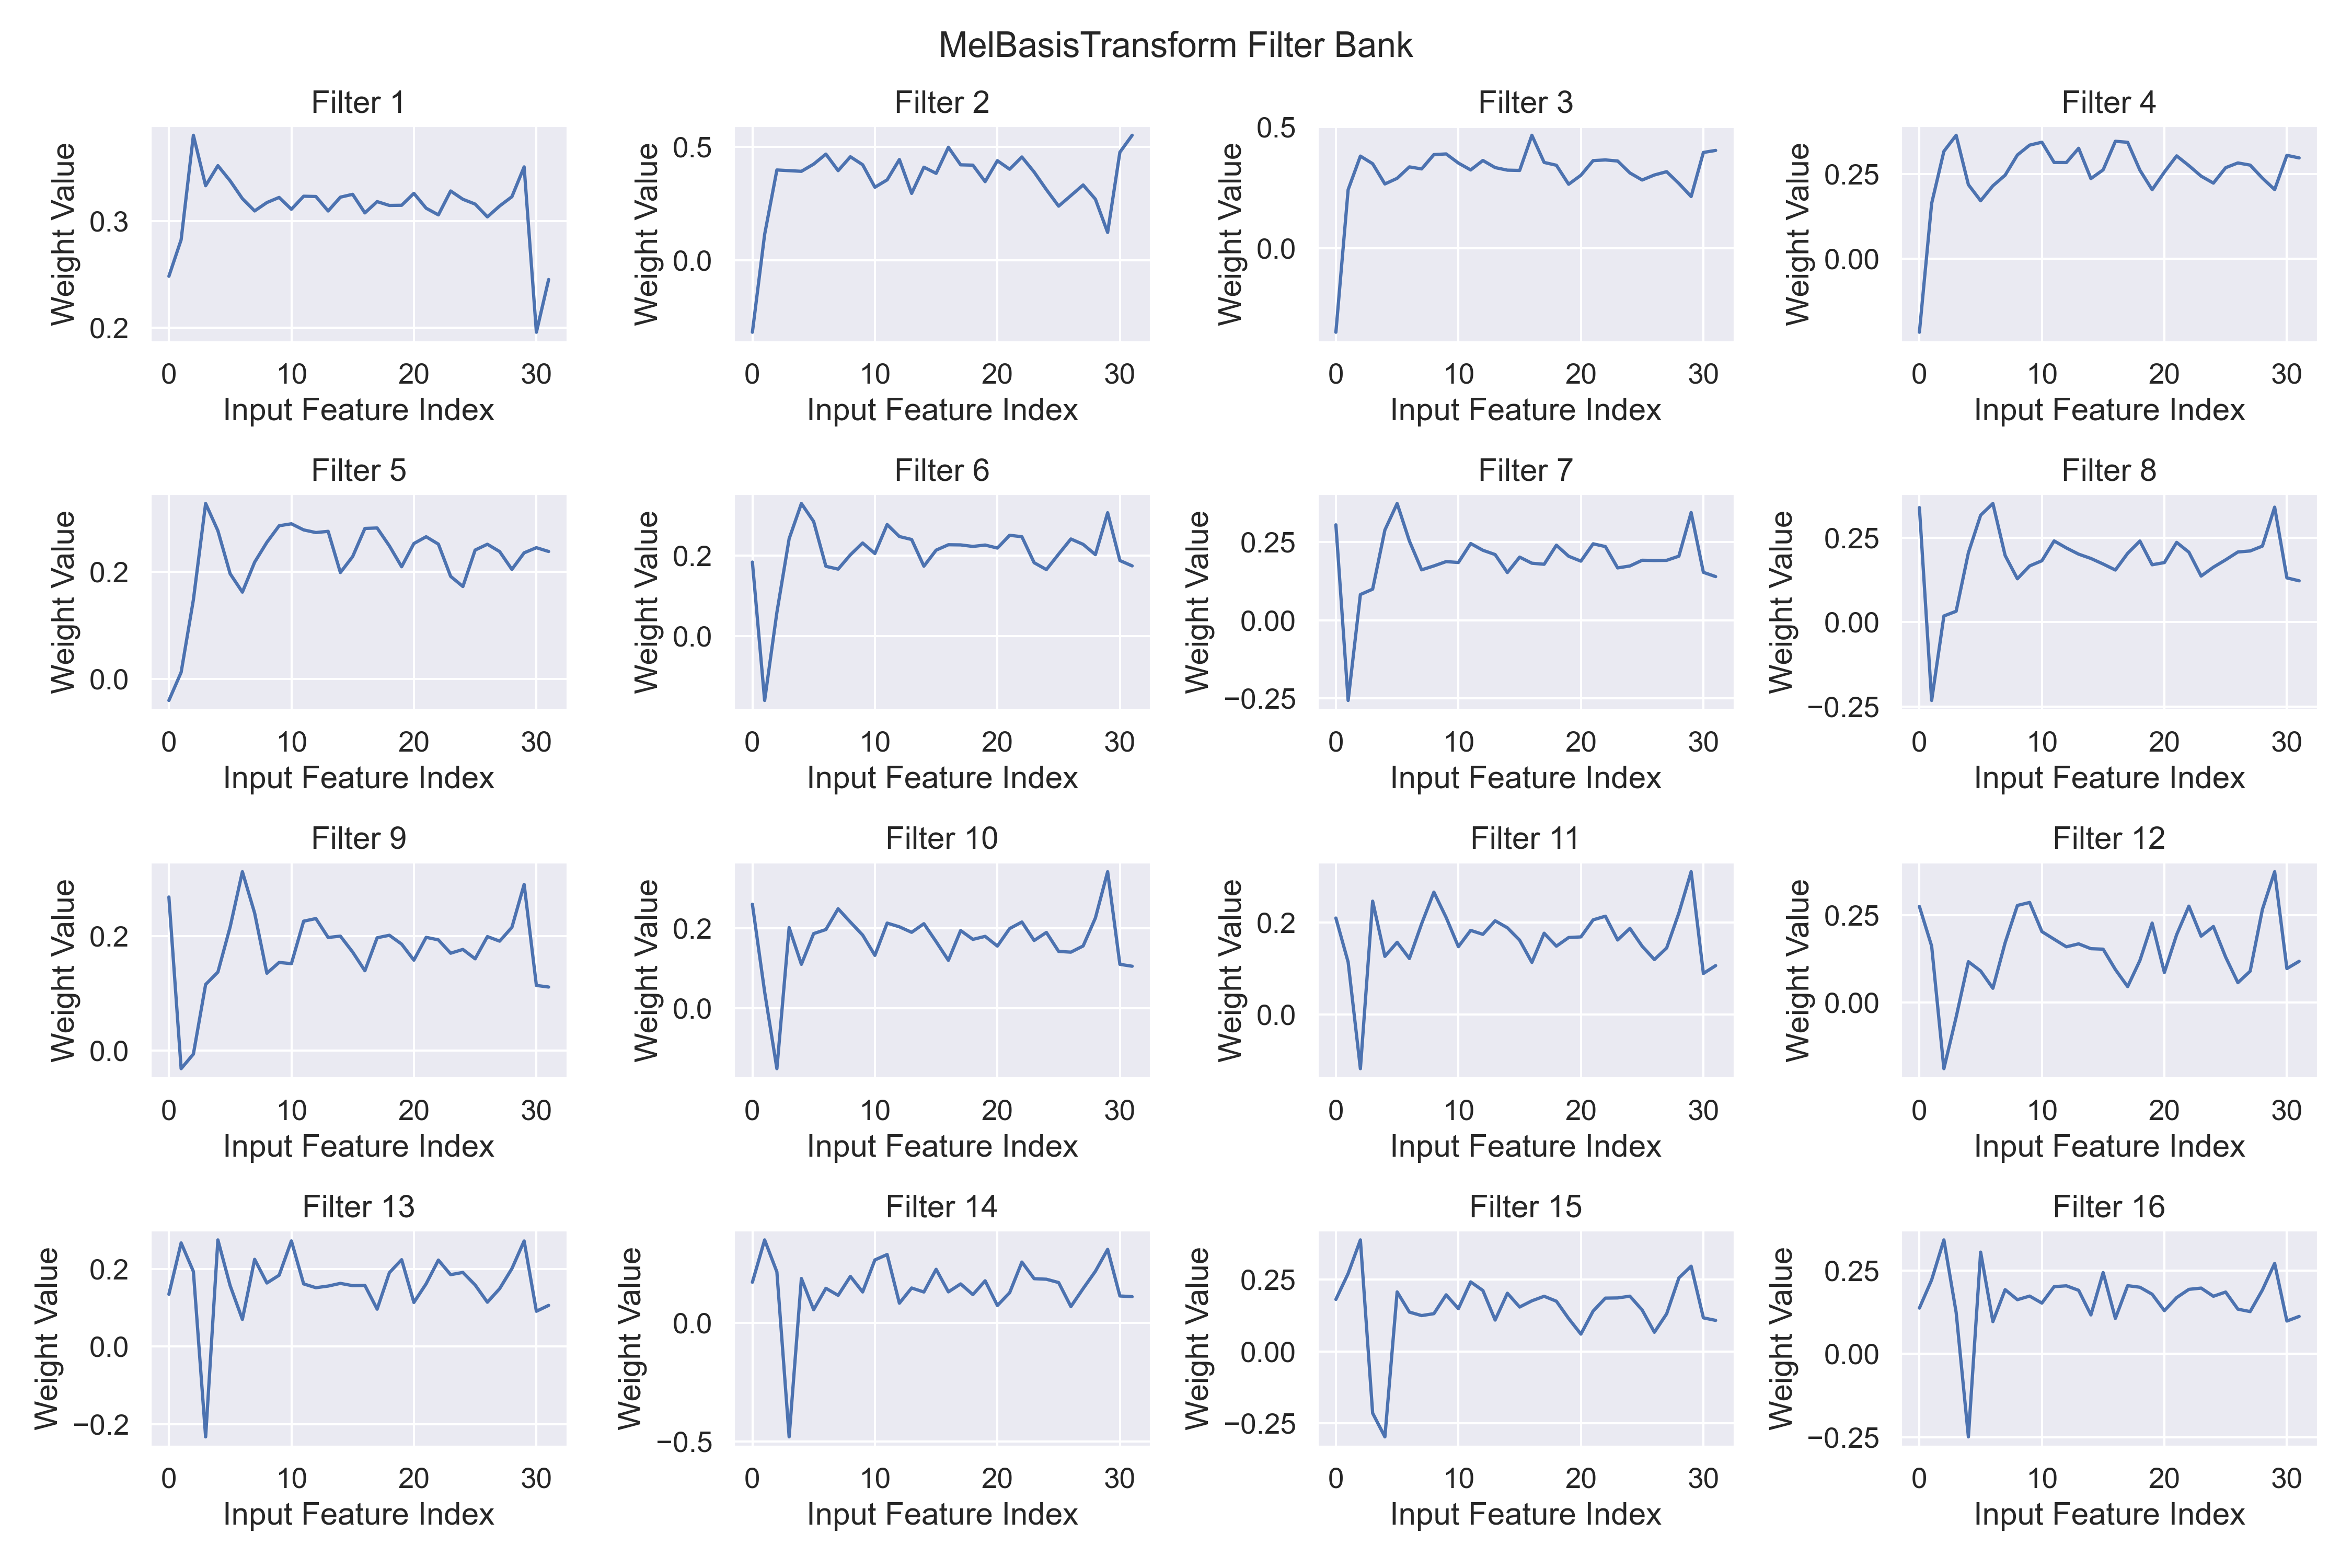 MelBasisTransform Filter Bank
Filter 1
Weight Value
0.3
0.2
0 10 20 30
Input Feature Index
Filter 2
Weight Value
0.5
0.0
0 10 20 30
Input Feature Index
Filter 3
Weight Value
0.5
0.0
0 10 20 30
Input Feature Index
Filter 4
Weight Value
0.25
0.00
0 10 20 30
Input Feature Index
Filter 5
Weight Value
0.2
0.0
0 10 20 30
Input Feature Index
Filter 6
Weight Value
0.2
0.0
0 10 20 30
Input Feature Index
Filter 7
Weight Value
0.25
0.00
−0.25
0 10 20 30
Input Feature Index
Filter 8
Weight Value
0.25
0.00
−0.25
0 10 20 30
Input Feature Index
Filter 9
Weight Value
0.2
0.0
0 10 20 30
Input Feature Index
Filter 10
Weight Value
0.2
0.0
0 10 20 30
Input Feature Index
Filter 11
Weight Value
0.2
0.0
0 10 20 30
Input Feature Index
Filter 12
Weight Value
0.25
0.00
0 10 20 30
Input Feature Index
Filter 13
Weight Value
0.2
0.0
−0.2
0 10 20 30
Input Feature Index
Filter 14
Weight Value
0.0
−0.5
0 10 20 30
Input Feature Index
Filter 15
Weight Value
0.25
0.00
−0.25
0 10 20 30
Input Feature Index
Filter 16
Weight Value
0.25
0.00
−0.25
0 10 20 30
Input Feature Index